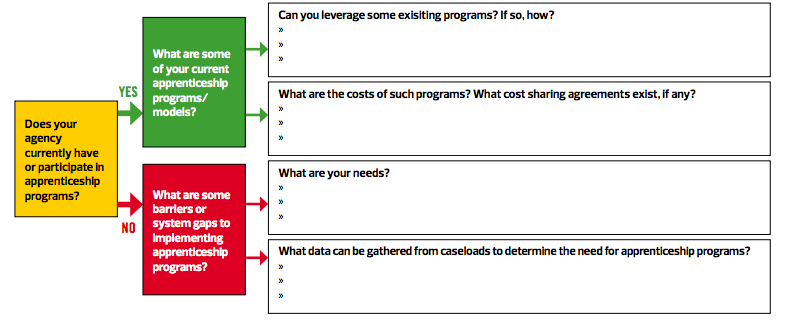 Does your
agency
currently have
or participate in
apprenticeship
programs?
YES
What are some
of your current
apprenticeship
programs/
models?
Can you leverage some exisiting programs? If so, how?
»
»
»
What are the costs of such programs? What cost sharing agreements exist, if any?
»
»
»
NO
What are some
barriers or
system gaps to
implementing
apprenticeship
programs?
What are your needs?
»
»
»
What data can be gathered from caseloads to determine the need for apprenticeship programs?
»
»
»